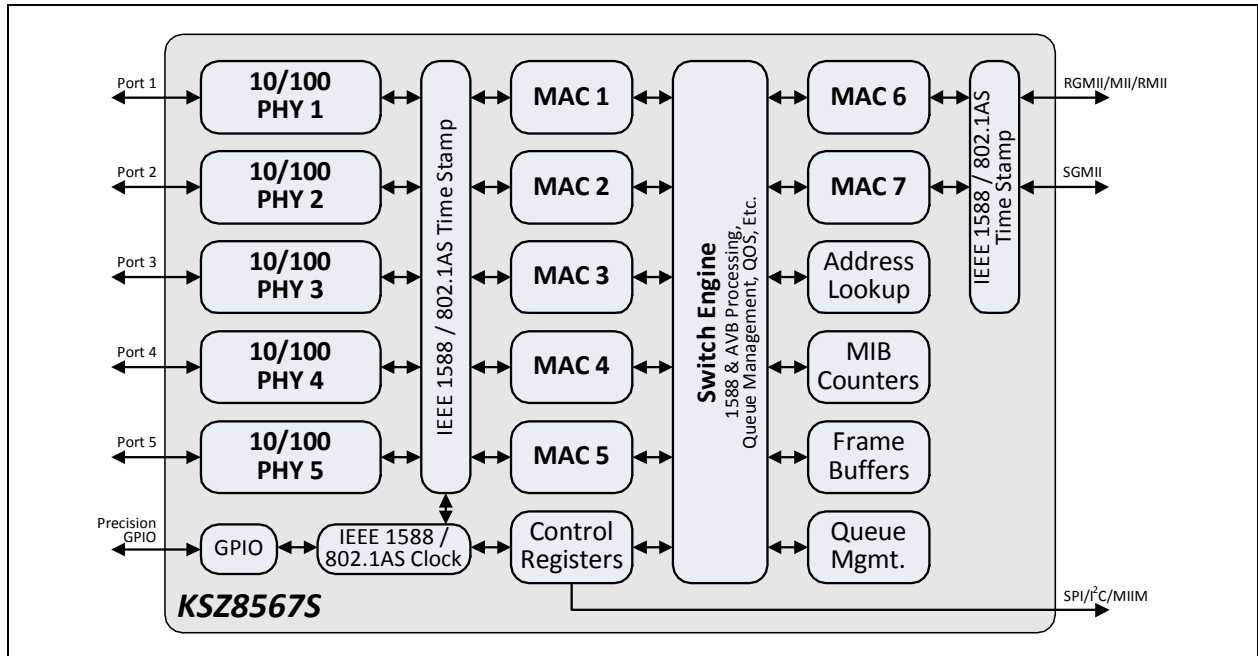 Port 1
10/100
PHY 1
MAC 1
MAC 6
RGMII/MII/RMII
Port 2
10/100
PHY 2
MAC 2
MAC 7
SGMII
Port 3
10/100
PHY 3
MAC 3
Address
Lookup
Port 4
10/100
PHY 4
MAC 4
MIB
Counters
Port 5
10/100
PHY 5
MAC 5
Frame
Buffers
IEEE 1588 / 802.1AS Time Stamp
Switch Engine
1588 & AVB Processing,
Queue Management, QOS, Etc.
IEEE 1588 / 802.1AS
Time Stamp
Precision
GPIO
GPIO
IEEE 1588 /
802.1AS Clock
Control
Registers
Queue
Mgmt.
KSZ8567S
SPI/I²C/MIIM